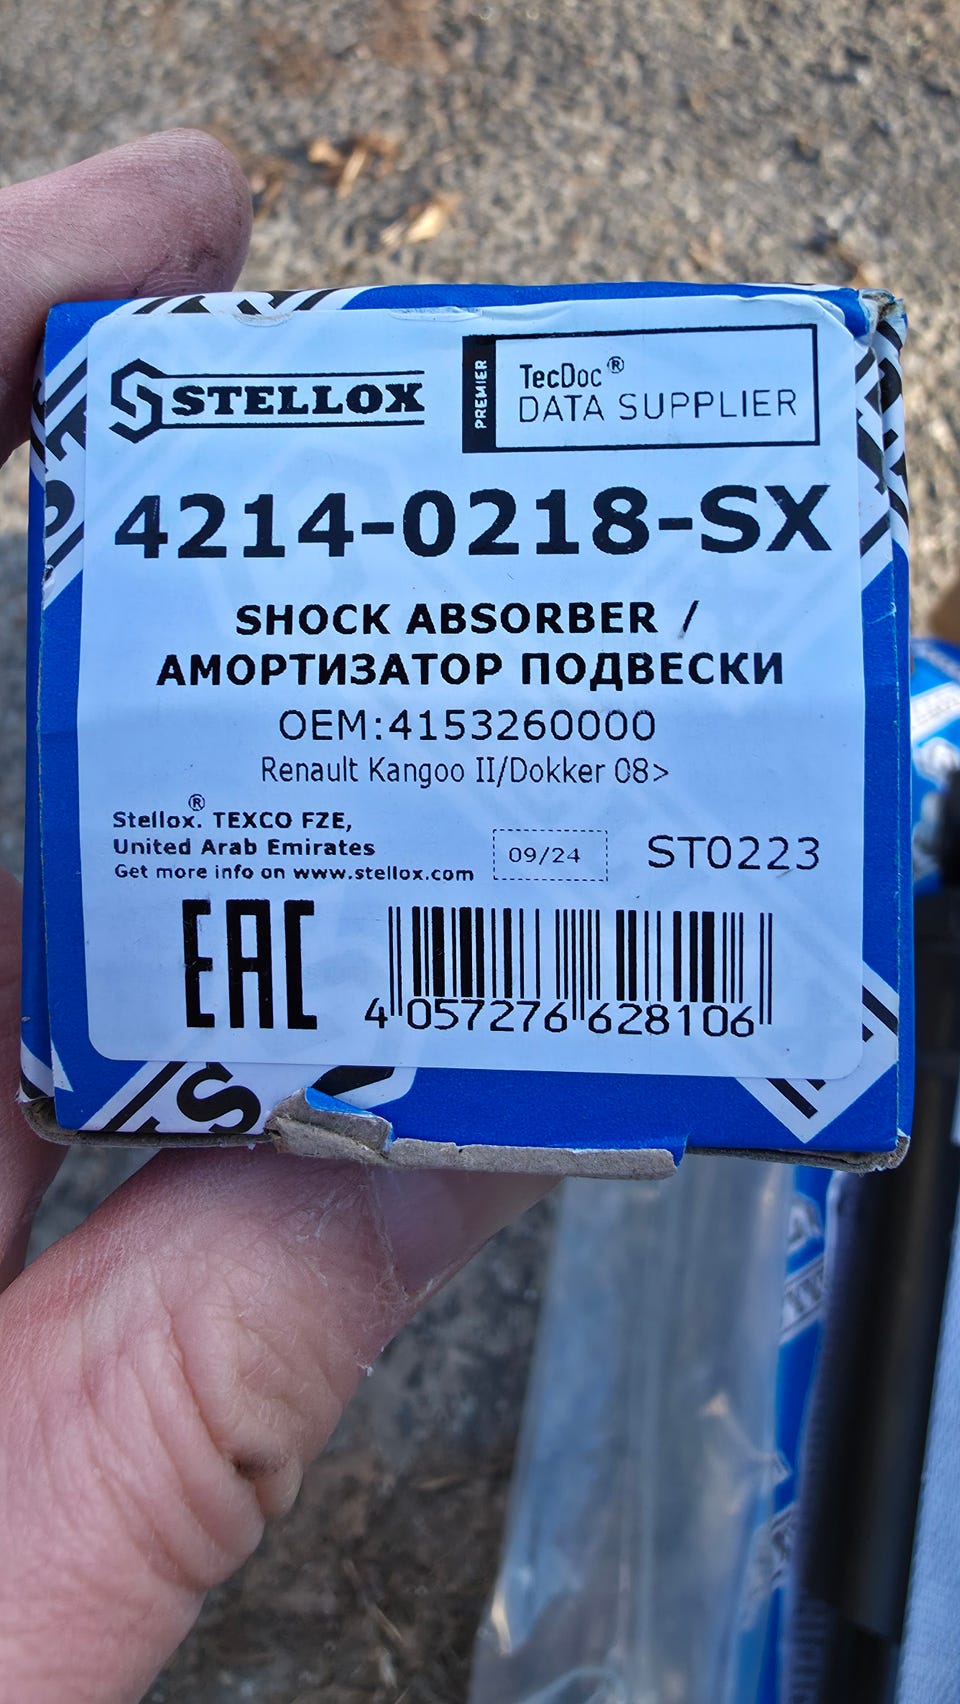 STELLOX
PREMIER
TecDoc®
DATA SUPPLIER
4214-0218-SX
SHOCK ABSORBER /
АМОРТИЗАТОР ПОДВЕСКИ
OEM:4153260000
Renault Kangoo II/Dokker 08>
Stellox®. TEXCO FZE,
United Arab Emirates
Get more info on www.stellox.com
09/24
ST0223
EAC
4 057276 628106